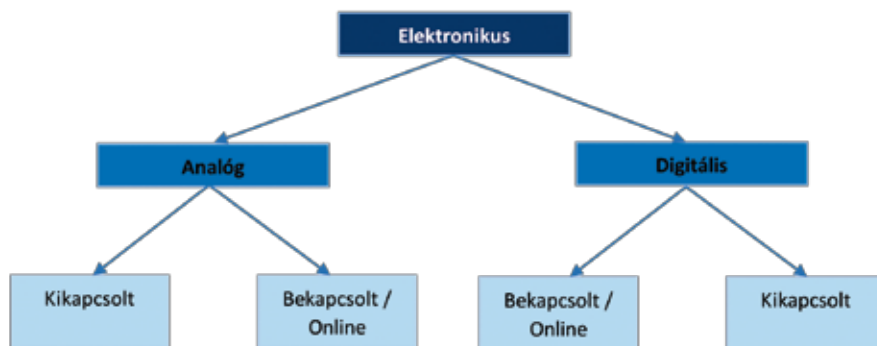 Elektronikus
Analóg
Digitális
Kikapcsolt
Bekapcsolt /
Online
Bekapcsolt /
Online
Kikapcsolt